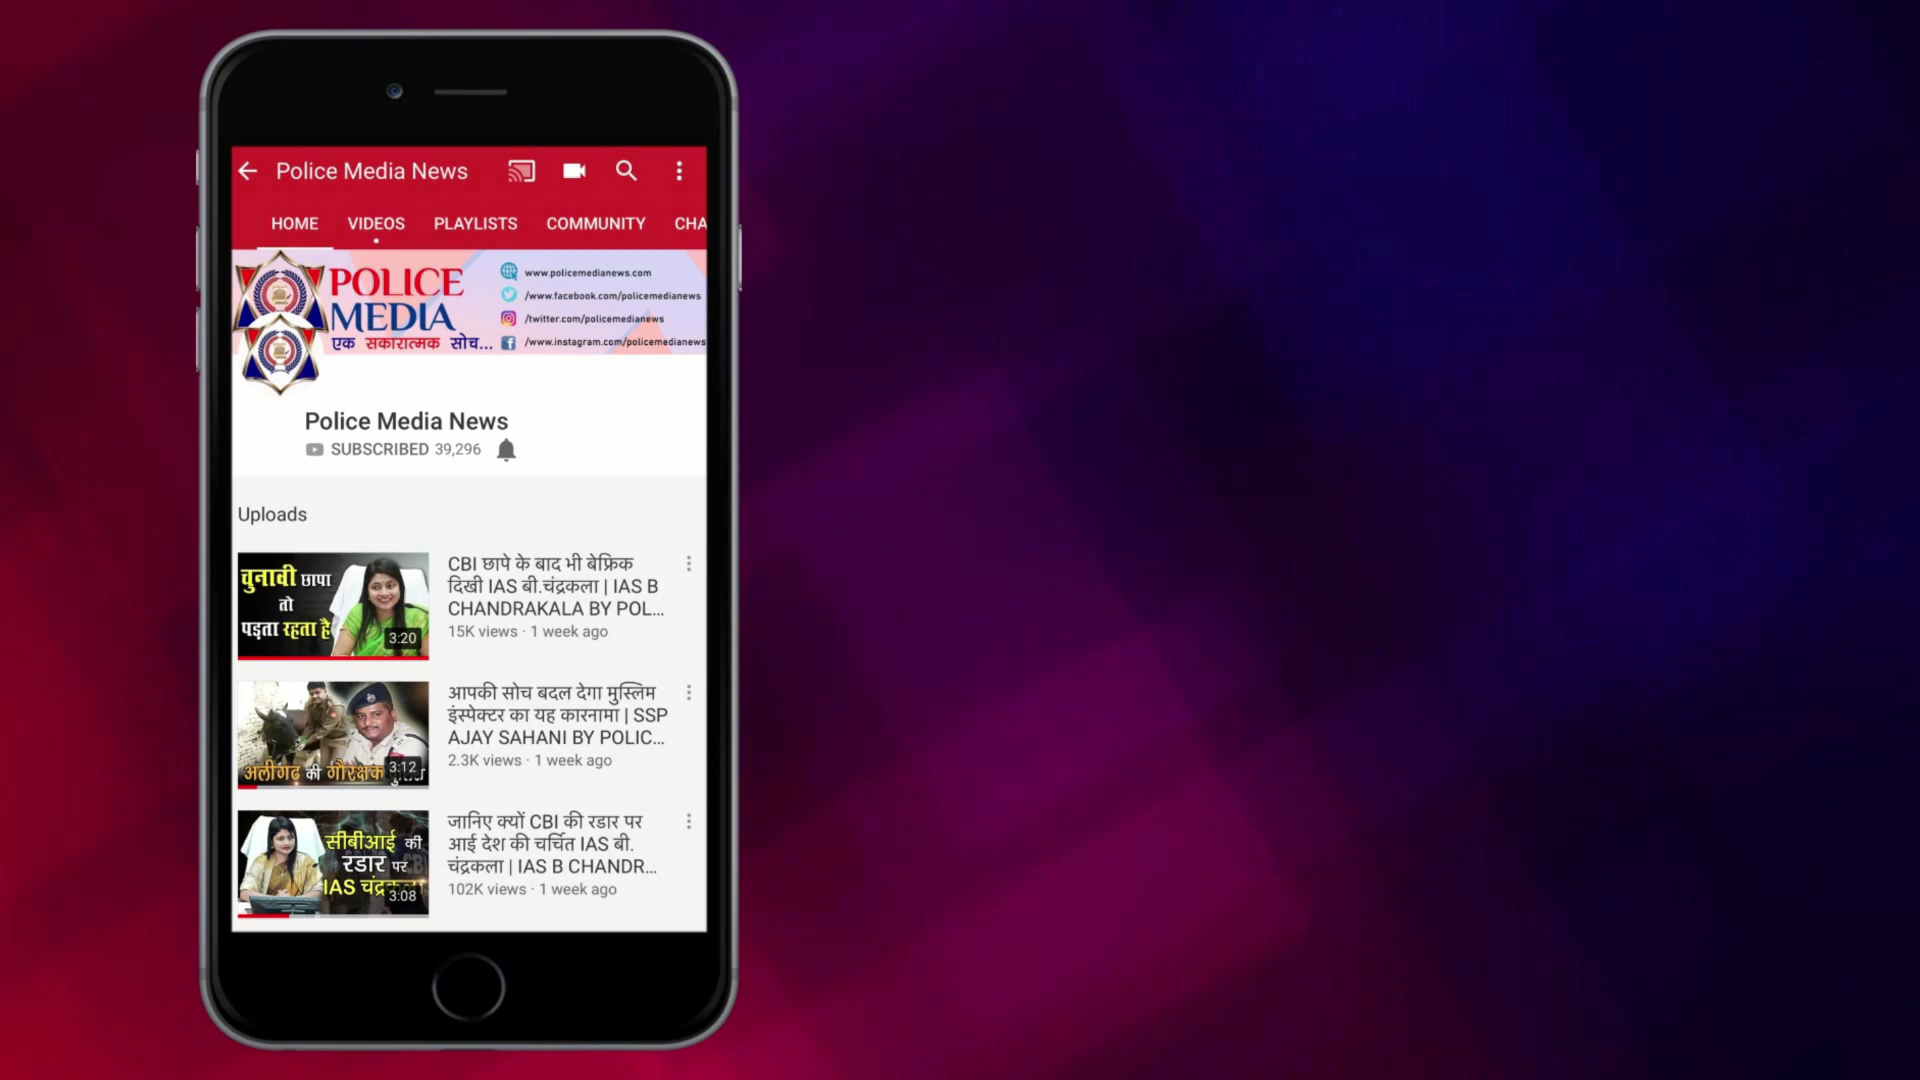 Police Media News
HOME VIDEOS PLAYLISTS COMMUNITY CHA
POLICE
MEDIA
एक सकारात्मक सोच...
www.policemedianews.com
/www.facebook.com/policemedianews
/twitter.com/policemedianews
/www.instagram.com/policemedianews
Police Media News
SUBSCRIBED 39,296
Uploads
चुनावी छापा
तो
पड़ता रहता है
3:20
CBI छापे के बाद भी बेफ्रिक
दिखी IAS बी.चंद्रकला | IAS B
CHANDRAKALA BY POL...
15K views · 1 week ago
अलीगढ की गौरक्षक
3:12
आपकी सोच बदल देगा मुस्लिम
इंस्पेक्टर का यह कारनामा | SSP
AJAY SAHANI BY POLIC...
2.3K views · 1 week ago
सीबीआई की
रडार पर
IAS
3:08
जानिए क्यों CBI की रडार पर
आई देश की चर्चित IAS बी.
चंद्रकला | IAS B CHANDR...
102K views · 1 week ago